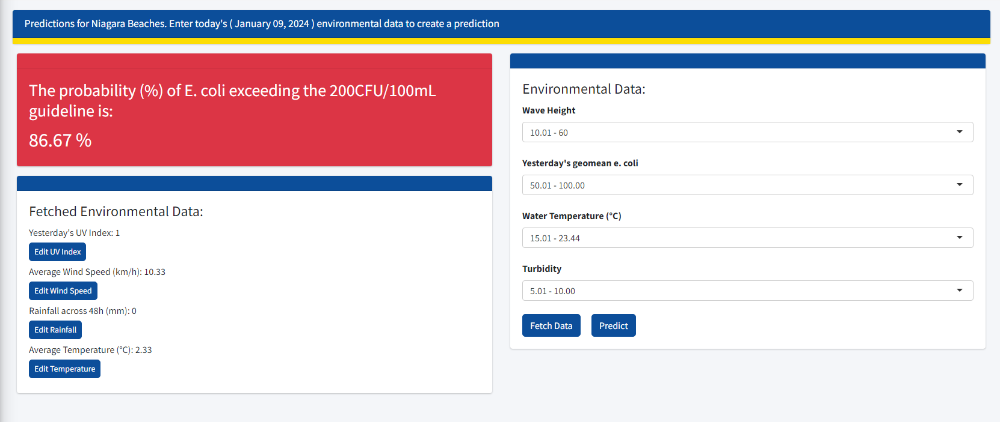 Predictions for Niagara Beaches. Enter today's ( January 09, 2024 ) environmental data to create a prediction
The probability (%) of E. coli exceeding the 200CFU/100mL
guideline is:
86.67 %
Fetched Environmental Data:
Yesterday's UV Index: 1
Edit UV Index
Average Wind Speed (km/h): 10.33
Edit Wind Speed
Rainfall across 48h (mm): 0
Edit Rainfall
Average Temperature (°C): 2.33
Edit Temperature
Environmental Data:
Wave Height
10.01 - 60
Yesterday's geomean e. coli
50.01 - 100.00
Water Temperature (°C)
15.01 - 23.44
Turbidity
5.01 - 10.00
Fetch Data
Predict